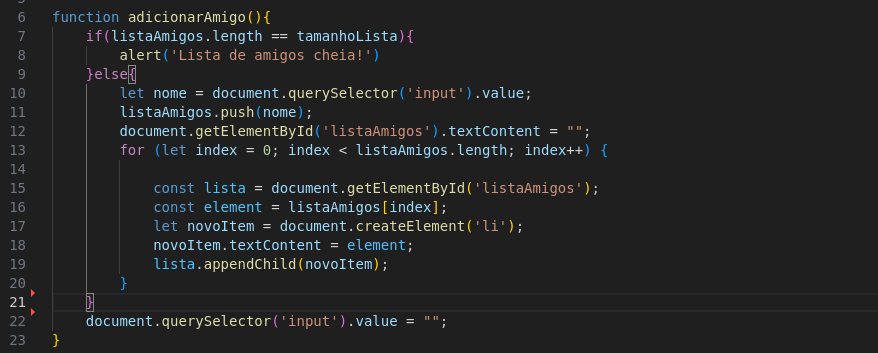 6 function adicionarAmigo(){
7     if(listaAmigos.length == tamanhoLista){
8         alert('Lista de amigos cheia!')
9     }else{
10         let nome = document.querySelector('input').value;
11         listaAmigos.push(nome);
12         document.getElementById('listaAmigos').textContent = "";
13         for (let index = 0; index < listaAmigos.length; index++) {
14
15             const lista = document.getElementById('listaAmigos');
16             const element = listaAmigos[index];
17             let novoItem = document.createElement('li');
18             novoItem.textContent = element;
19             lista.appendChild(novoItem);
20         }
21     }
22     document.querySelector('input').value = "";
23 }